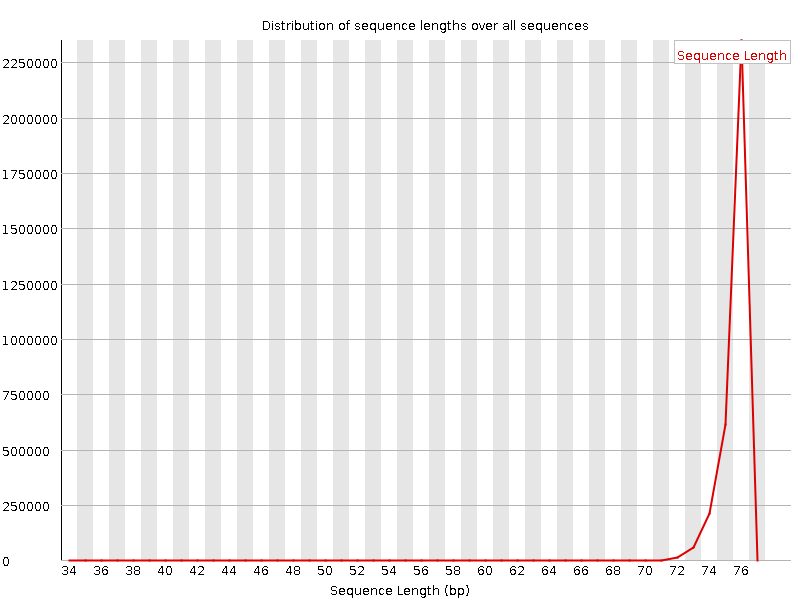 Distribution of sequence lengths over all sequences
Sequence Length
2250000
2000000
1750000
1500000
1250000
1000000
750000
500000
250000
0
34 36 38 40 42 44 46 48 50 52 54 56 58 60 62 64 66 68 70 72 74 76
Sequence Length (bp)